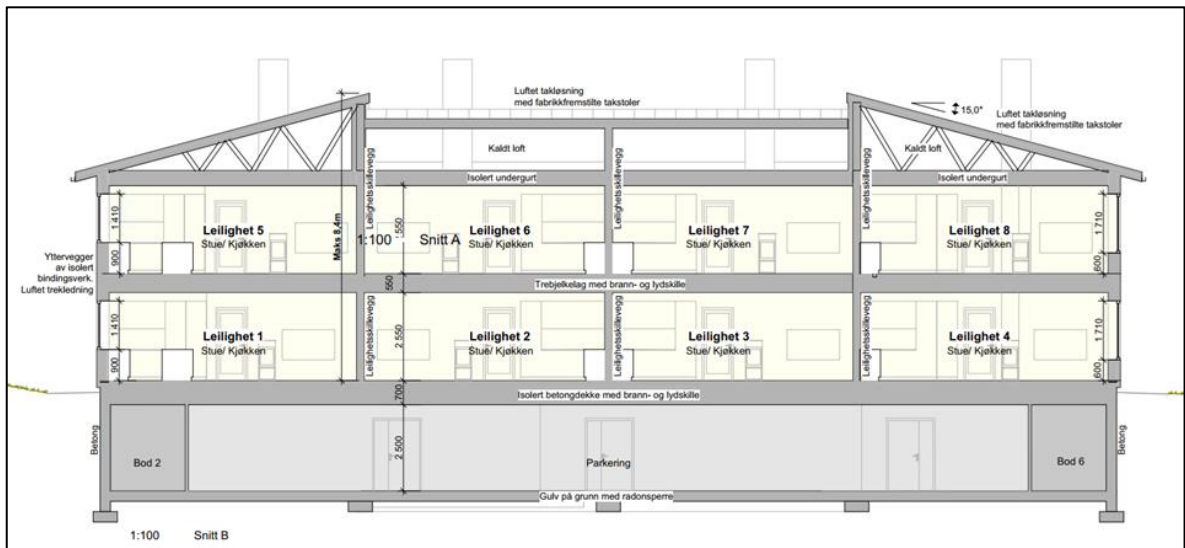 Luftet takløsning
med fabrikkfremstilte takstoler
15,0°
Luftet takløsning
med fabrikkfremstilte takstoler
Kaldt loft
Kaldt loft
Isolert undergurt
Isolert undergurt
Leilighetsskillevegg
Leilighetsskillevegg
Leilighetsskillevegg
Maks 8,4m
1 410
900
Leilighet 5
Stue/ Kjøkken
1:100 Snitt A
2.550
Leilighet 6
Stue/ Kjøkken
Leilighet 7
Stue/ Kjøkken
Leilighet 8
Stue/ Kjøkken
1.710
600
Yttervegger
av isolert
bindingsverk.
Luftet trekledning
550
Trebjelkelag med brann- og lydskille
1 410
900
Leilighet 1
Stue/ Kjøkken
Leilighetsskillevegg
2.550
Leilighet 2
Stue/ Kjøkken
Leilighetsskillevegg
Leilighet 3
Stue/ Kjøkken
Leilighetsskillevegg
Leilighet 4
Stue/ Kjøkken
1.710
600
700
Isolert betongdekke med brann- og lydskille
Betong
Bod 2
2.500
Parkering
Bod 6
Betong
Gulv på grunn med radonsperre
1:100 Snitt B